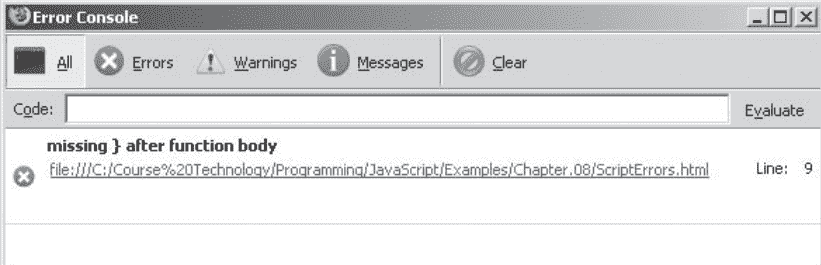 Error Console
All Errors Warnings Messages Clear
Code: Evaluate
missing } after function body
file:///C:/Course%20Technology/Programming/JavaScript/Examples/Chapter.08/ScriptErrors.html Line: 9